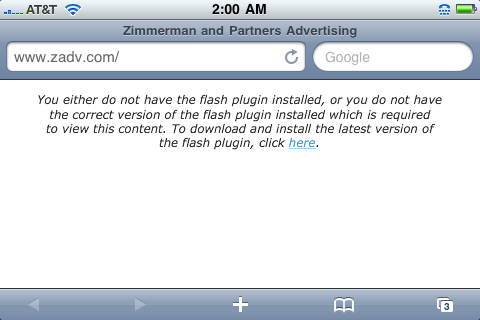 AT&T 2:00 AM
Zimmerman and Partners Advertising
www.zadv.com/ Google
You either do not have the flash plugin installed, or you do not have
the correct version of the flash plugin installed which is required
to view this content. To download and install the latest version of
the flash plugin, click here.
3